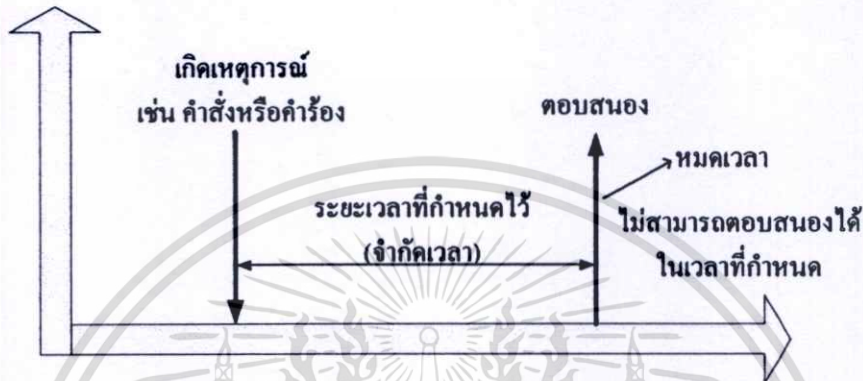 เกิดเหตุการณ์
เช่น คำสั่งหรือคำร้อง
ตอบสนอง
หมดเวลา
ระยะเวลาที่กำหนดไว้
(จำกัดเวลา)
ไม่สามารถตอบสนองได้
ในเวลาที่กำหนด